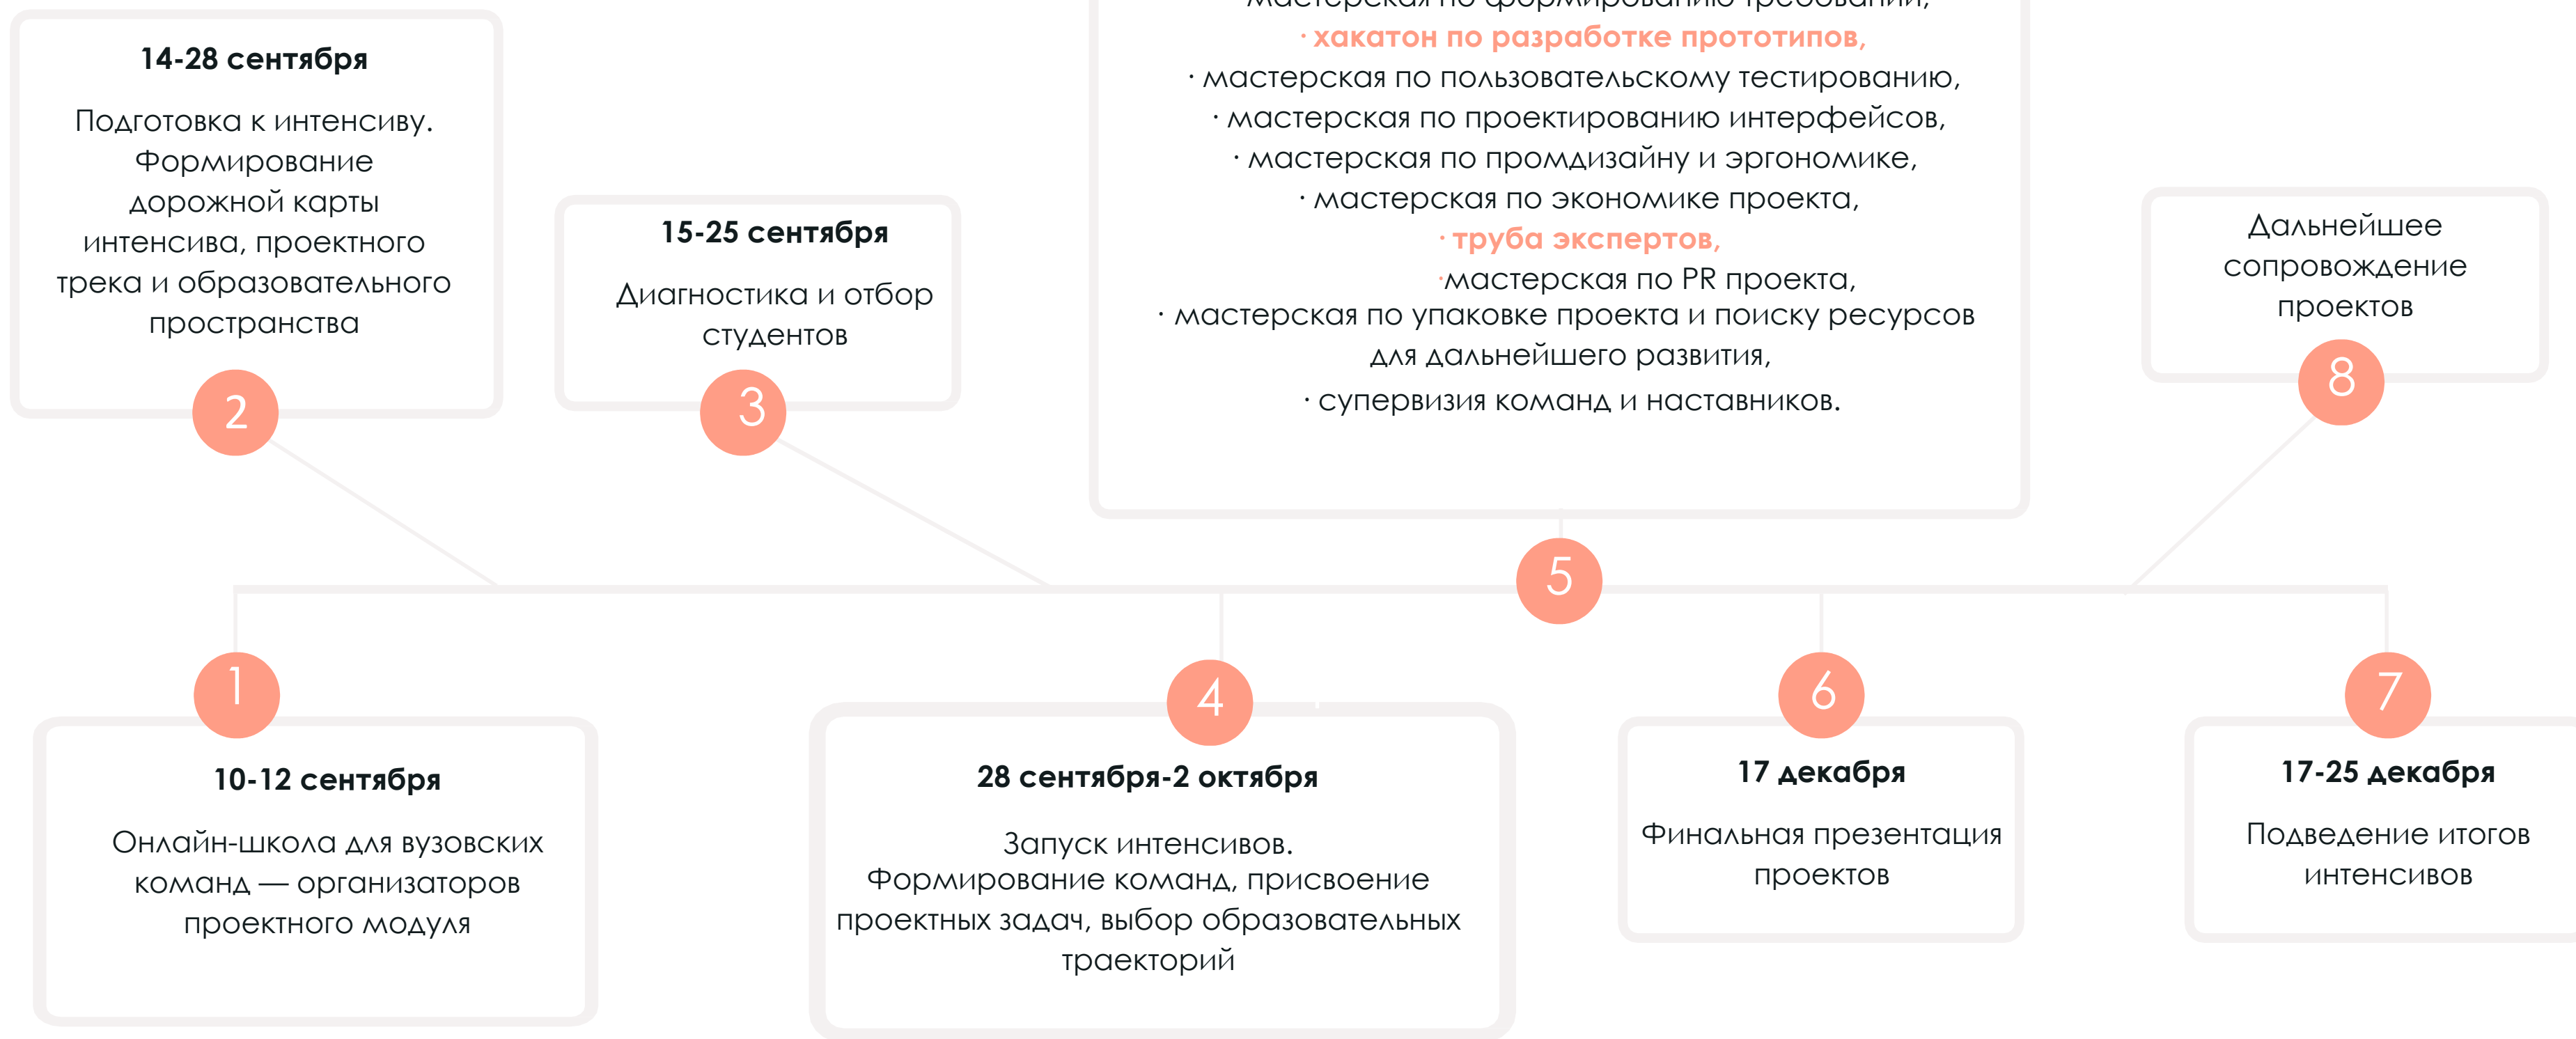 14-28 сентября
Подготовка к интенсиву.
Формирование
дорожной карты
интенсива, проектного
трека и образовательного
пространства
2
15-25 сентября
Диагностика и отбор
студентов
3
мастерская по формированию требований,
· хакатон по разработке прототипов,
· мастерская по пользовательскому тестированию,
· мастерская по проектированию интерфейсов,
· мастерская по промдизайну и эргономике,
· мастерская по экономике проекта,
· труба экспертов,
·мастерская по PR проекта,
· мастерская по упаковке проекта и поиску ресурсов
для дальнейшего развития,
· супервизия команд и наставников.
5
Дальнейшее
сопровождение
проектов
8
1
10-12 сентября
Онлайн-школа для вузовских
команд — организаторов
проектного модуля
4
28 сентября-2 октября
Запуск интенсивов.
Формирование команд, присвоение
проектных задач, выбор образовательных
траекторий
6
17 декабря
Финальная презентация
проектов
7
17-25 декабря
Подведение итогов
интенсивов